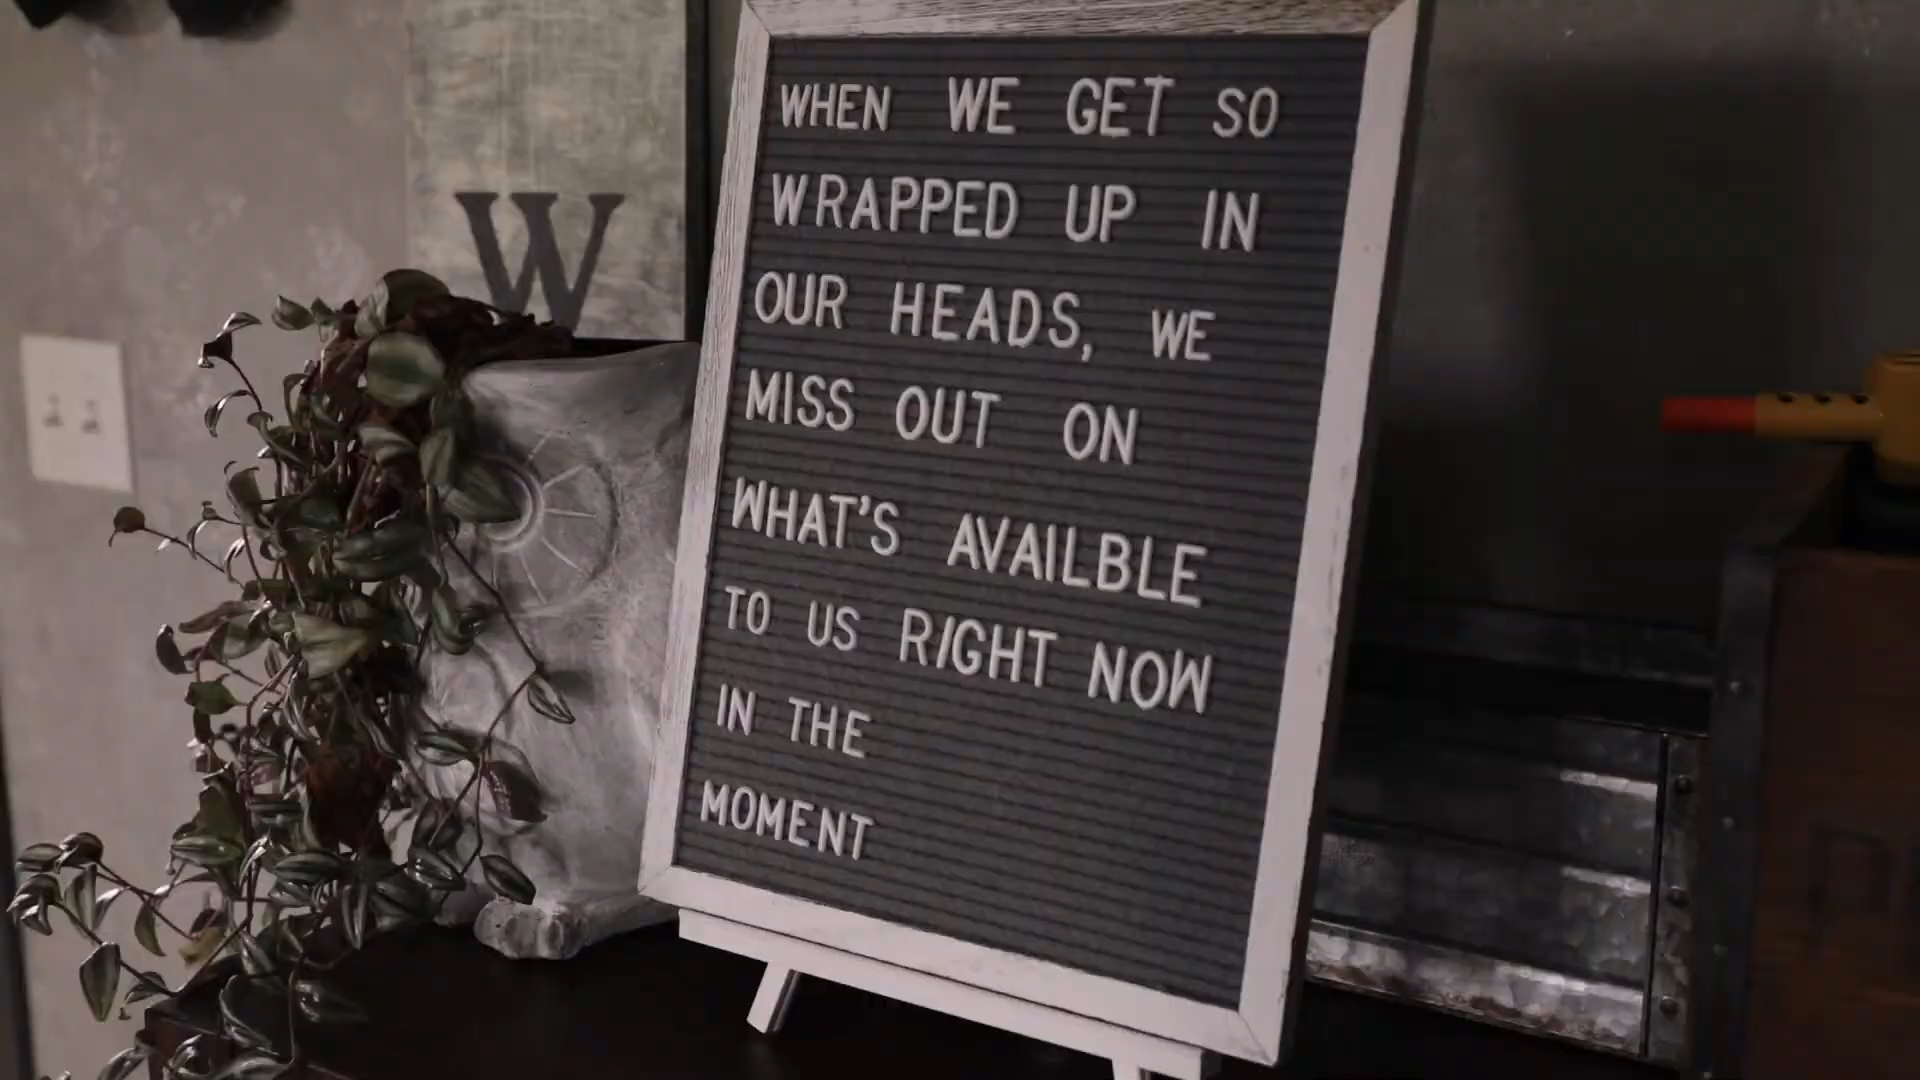 W
WHEN WE GET SO
WRAPPED UP IN
OUR HEADS, WE
MISS OUT ON
WHAT'S AVAILBLE
TO US RIGHT NOW
IN THE
MOMENT